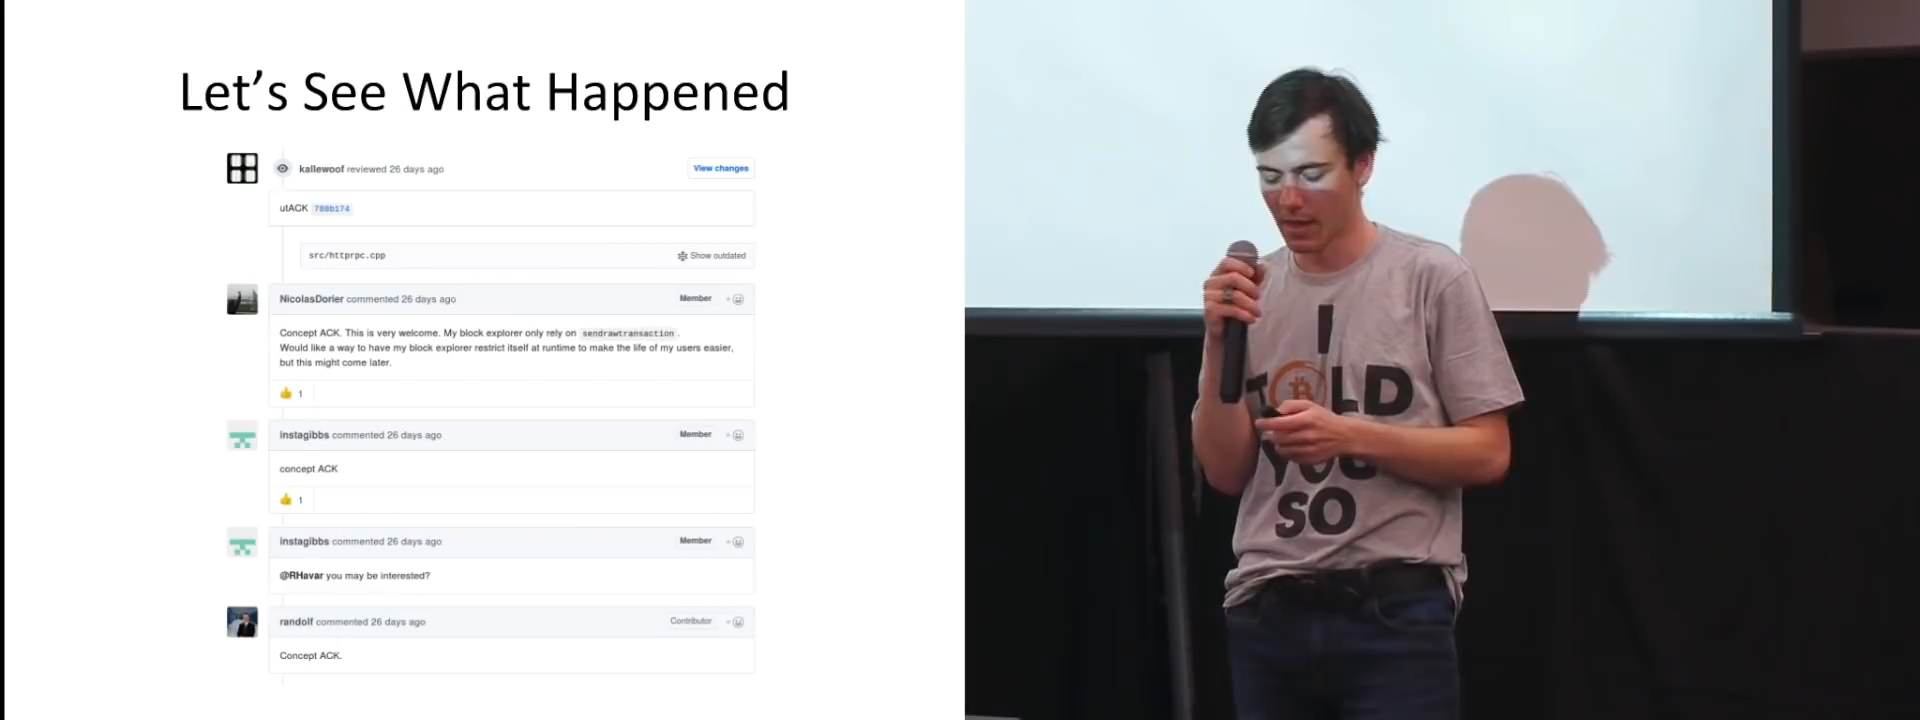 Let's See What Happened
kallewoof reviewed 26 days ago
View changes
utACK 788b174
src/httprpc.cpp
Show outdated
NicolasDorier commented 26 days ago
Member
Concept ACK. This is very welcome. My block explorer only rely on sendrawtransaction.
Would like a way to have my block explorer restrict itself at runtime to make the life of my users easier,
but this might come later.
1
instagibbs commented 26 days ago
Member
concept ACK
1
instagibbs commented 26 days ago
Member
@RHavar you may be interested?
randolf commented 26 days ago
Contributor
Concept ACK.
I
TOLD
YOU
SO